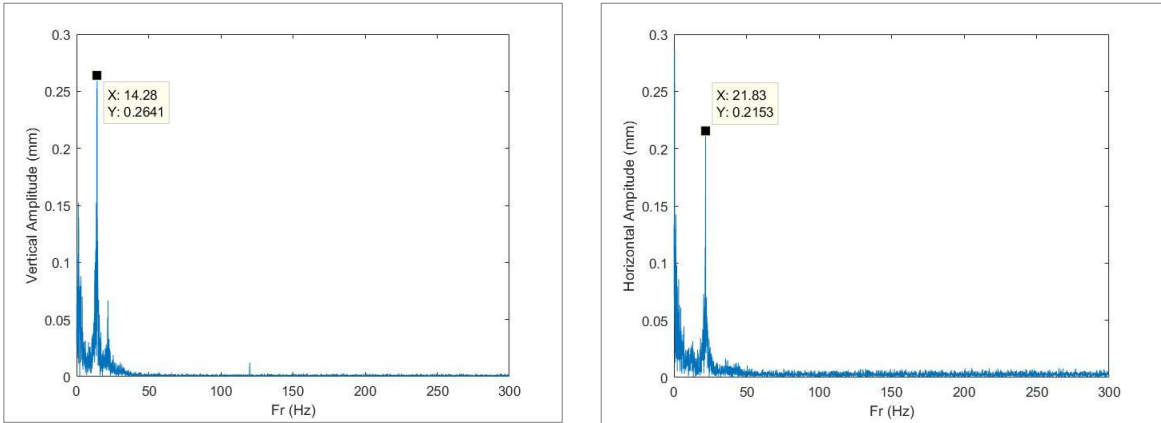 0.3
0.25
0.2
0.15
0.1
0.05
0
Vertical Amplitude (mm)
X: 14.28
Y: 0.2641
0 50 100 150 200 250 300
Fr (Hz)
0.3
0.25
0.2
0.15
0.1
0.05
0
Horizontal Ampitude (mm)
X: 21.83
Y: 0.2153
0 50 100 150 200 250 300
Fr (Hz)